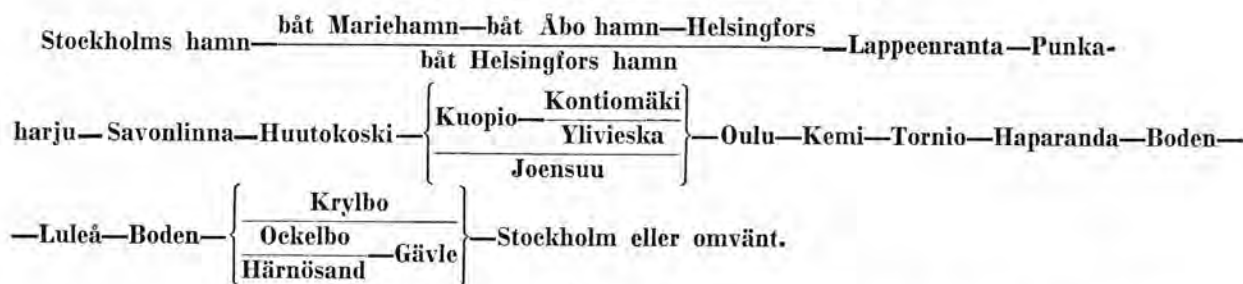 båt Mariehamn—båt Åbo hamn—Helsingfors
Stockholms hamn— —Lappeenranta—Punka-
båt Helsingfors hamn
Kontiomäki
Kuopio—
harju—Savonlinna—Huutokoski— Ylivieska —Oulu—Kemi—Tornio—Haparanda—Boden—
Joensuu
Krylbo
—Luleå—Boden— Ockelbo —Gävle —Stockholm eller omvänt.
Härnösand